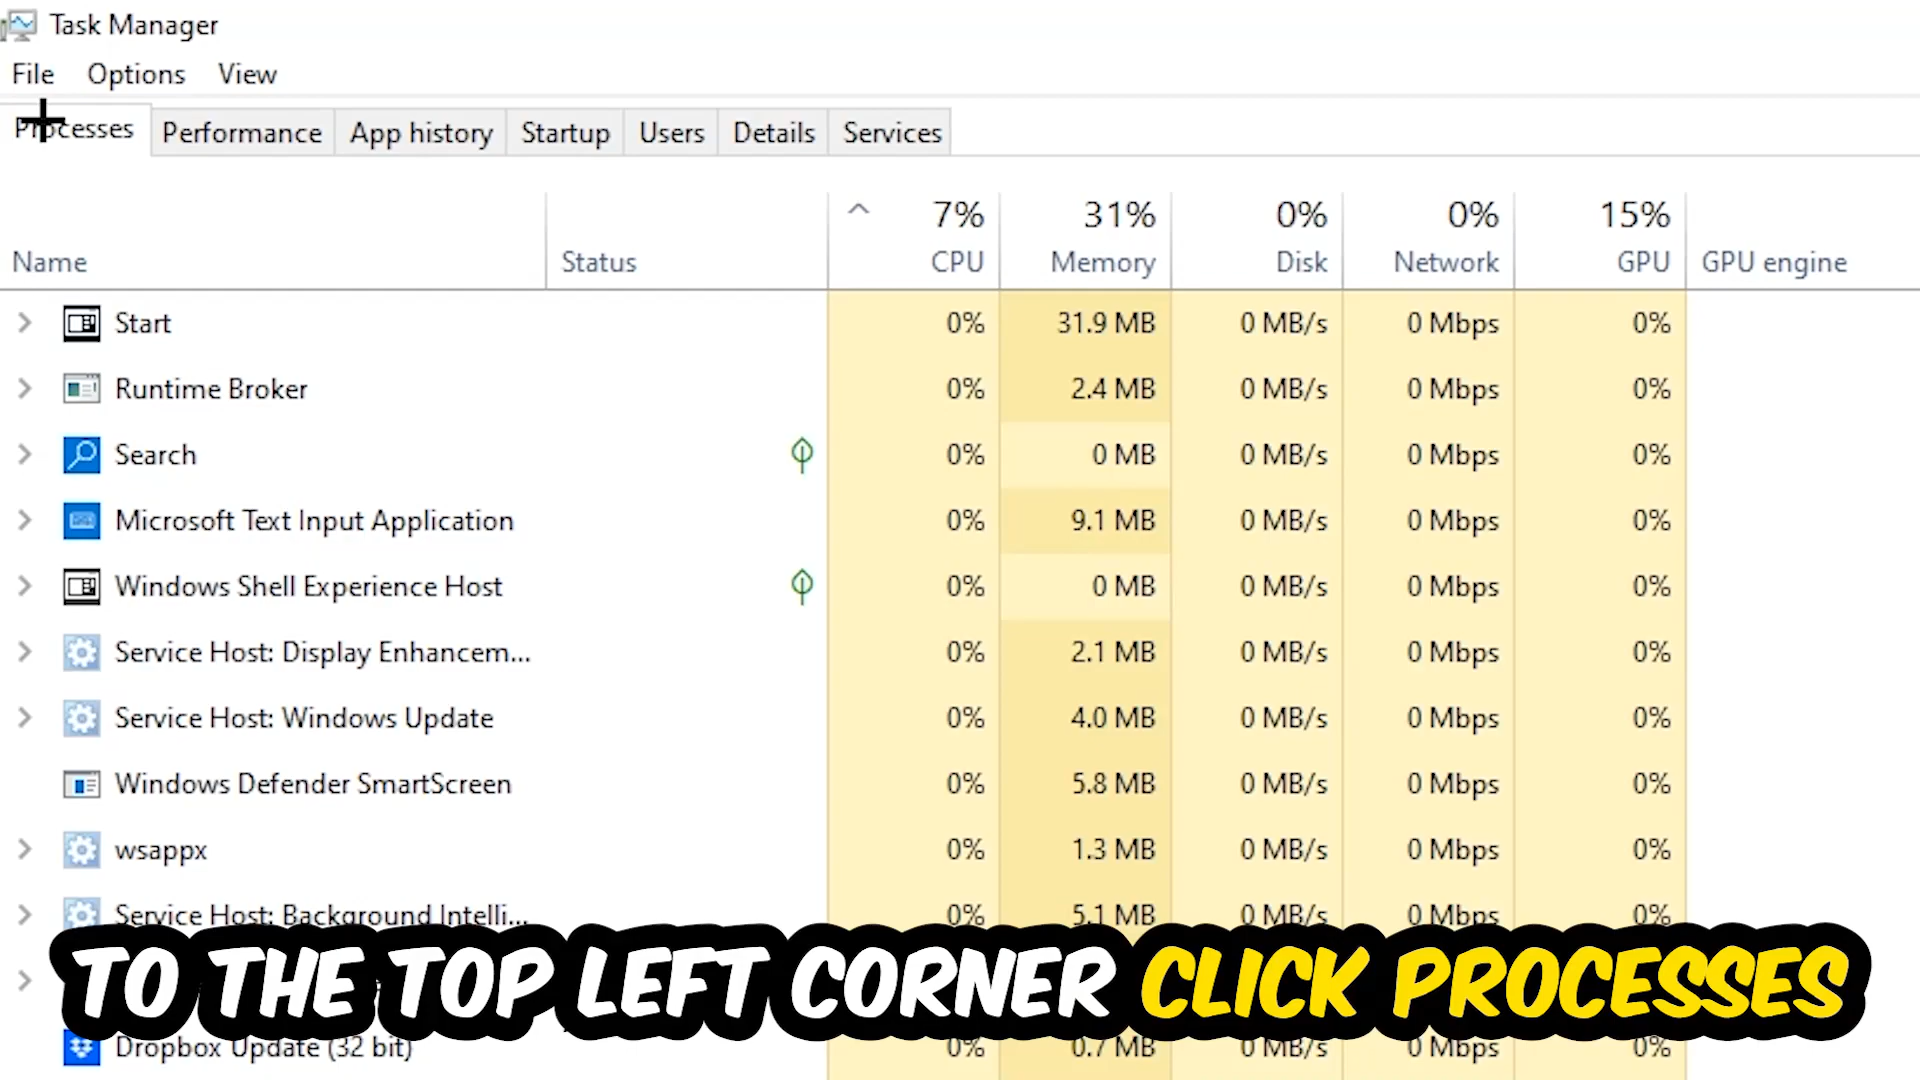 Task Manager
File Options View
Processes Performance App history Startup Users Details Services
7% 31% 0% 0% 15%
Name Status CPU Memory Disk Network GPU GPU engine
Start 0% 31.9 MB 0 MB/s 0 Mbps 0%
Runtime Broker 0% 2.4 MB 0 MB/s 0 Mbps 0%
Search 0% 0 MB 0 MB/s 0 Mbps 0%
Microsoft Text Input Application 0% 9.1 MB 0 MB/s 0 Mbps 0%
Windows Shell Experience Host 0% 0 MB 0 MB/s 0 Mbps 0%
Service Host: Display Enhancem... 0% 2.1 MB 0 MB/s 0 Mbps 0%
Service Host: Windows Update 0% 4.0 MB 0 MB/s 0 Mbps 0%
Windows Defender SmartScreen 0% 5.8 MB 0 MB/s 0 Mbps 0%
wsappx 0% 1.3 MB 0 MB/s 0 Mbps 0%
Service Host: Background Intelli... 0% 5.1 MB 0 MB/s 0 Mbps 0%
TO THE TOP LEFT CORNER CLICK PROCESSES
Dropbox Update (32 bit) 0% 0.7 MB 0 MB/s 0 Mbps 0%